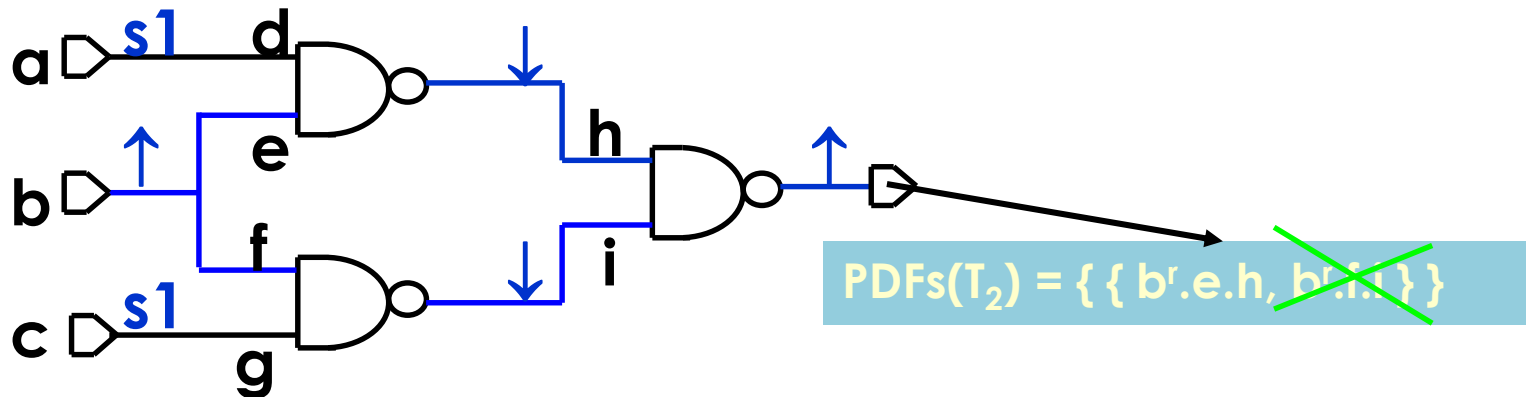 s1
d
a
h
e
b
f
i
PDFs(T₂) = { { bʳ.e.h, bʳ.f.i } }
s1
c
g